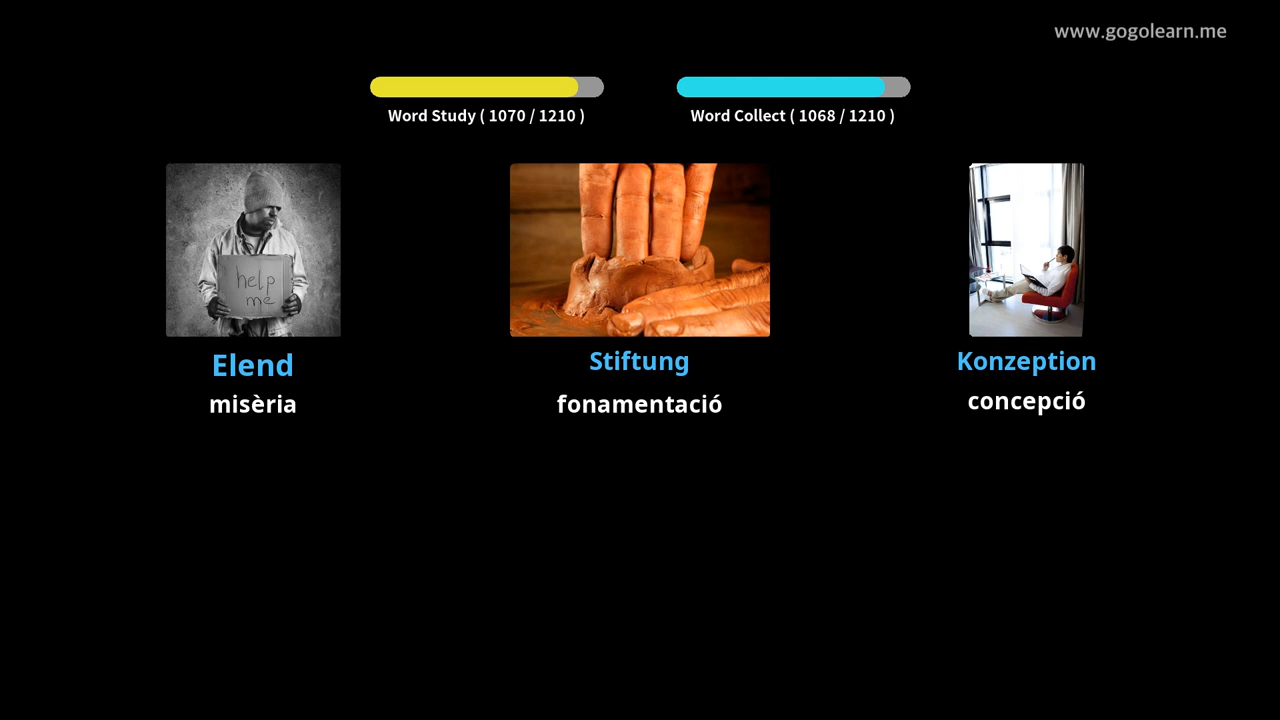 www.gogolearn.me
Word Study ( 1070 / 1210 )
Word Collect ( 1068 / 1210 )
help
me
Elend
misèria
Stiftung
fonamentació
Konzeption
concepció